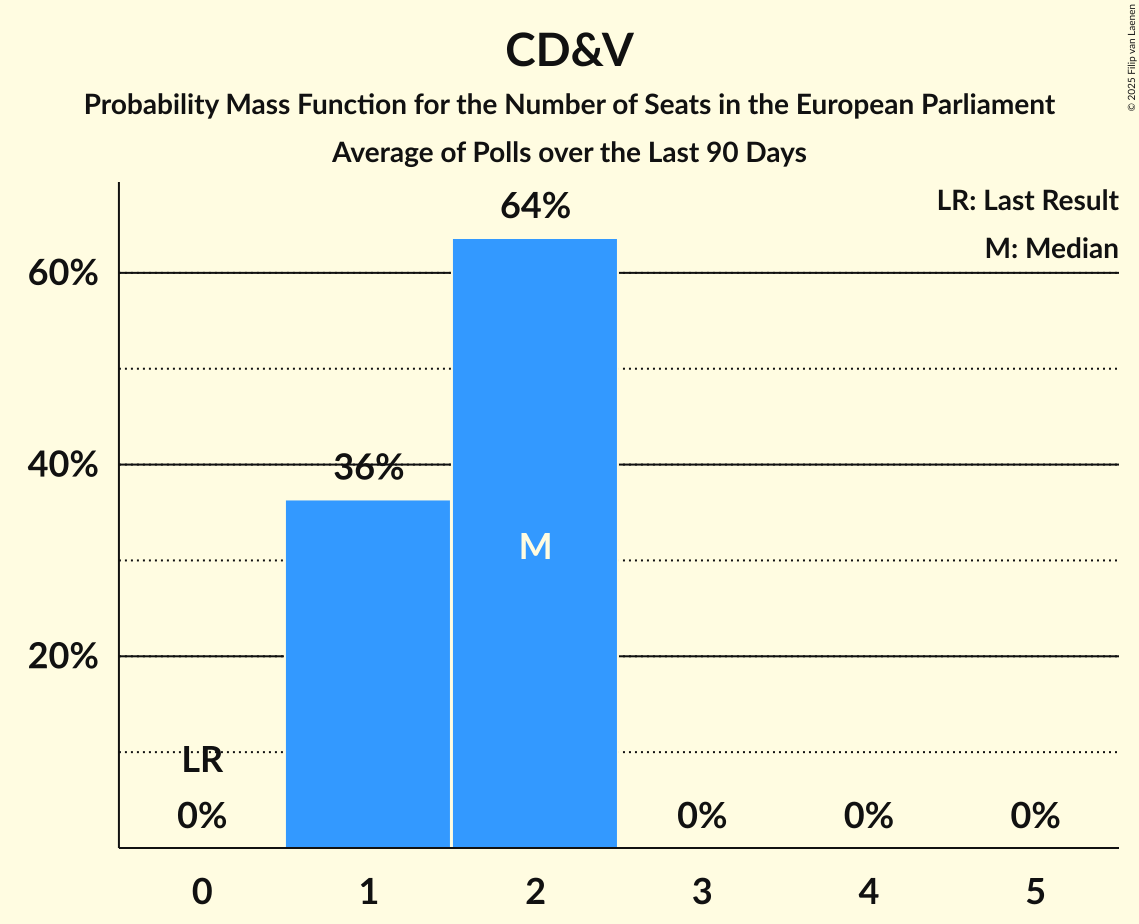 CD&V
Probability Mass Function for the Number of Seats in the European Parliament
Average of Polls over the Last 90 Days
© 2025 Filip van Laenen
LR: Last Result
M: Median
64%
60%
40%
36%
M
20%
LR
0%
0%
0%
0%
0
1
2
3
4
5